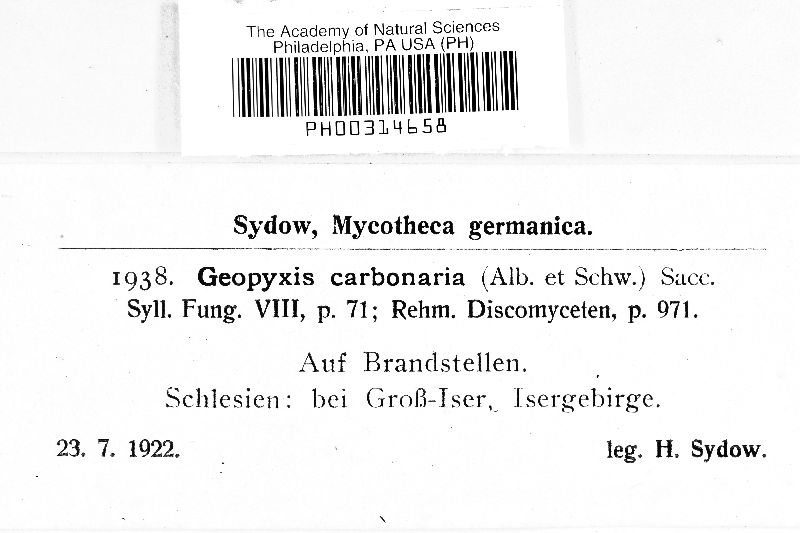 The Academy of Natural Sciences
Philadelphia, PA USA (PH)
PH00314658
Sydow, Mycotheca germanica.
1938. Geopyxis carbonaria (Alb. et Schw.) Sacc.
Syll. Fung. VIII, p. 71; Rehm. Discomyceten, p. 971.
Auf Brandstellen.
Schlesien: bei Groß-Iser, Isergebirge.
23. 7. 1922. leg. H. Sydow.